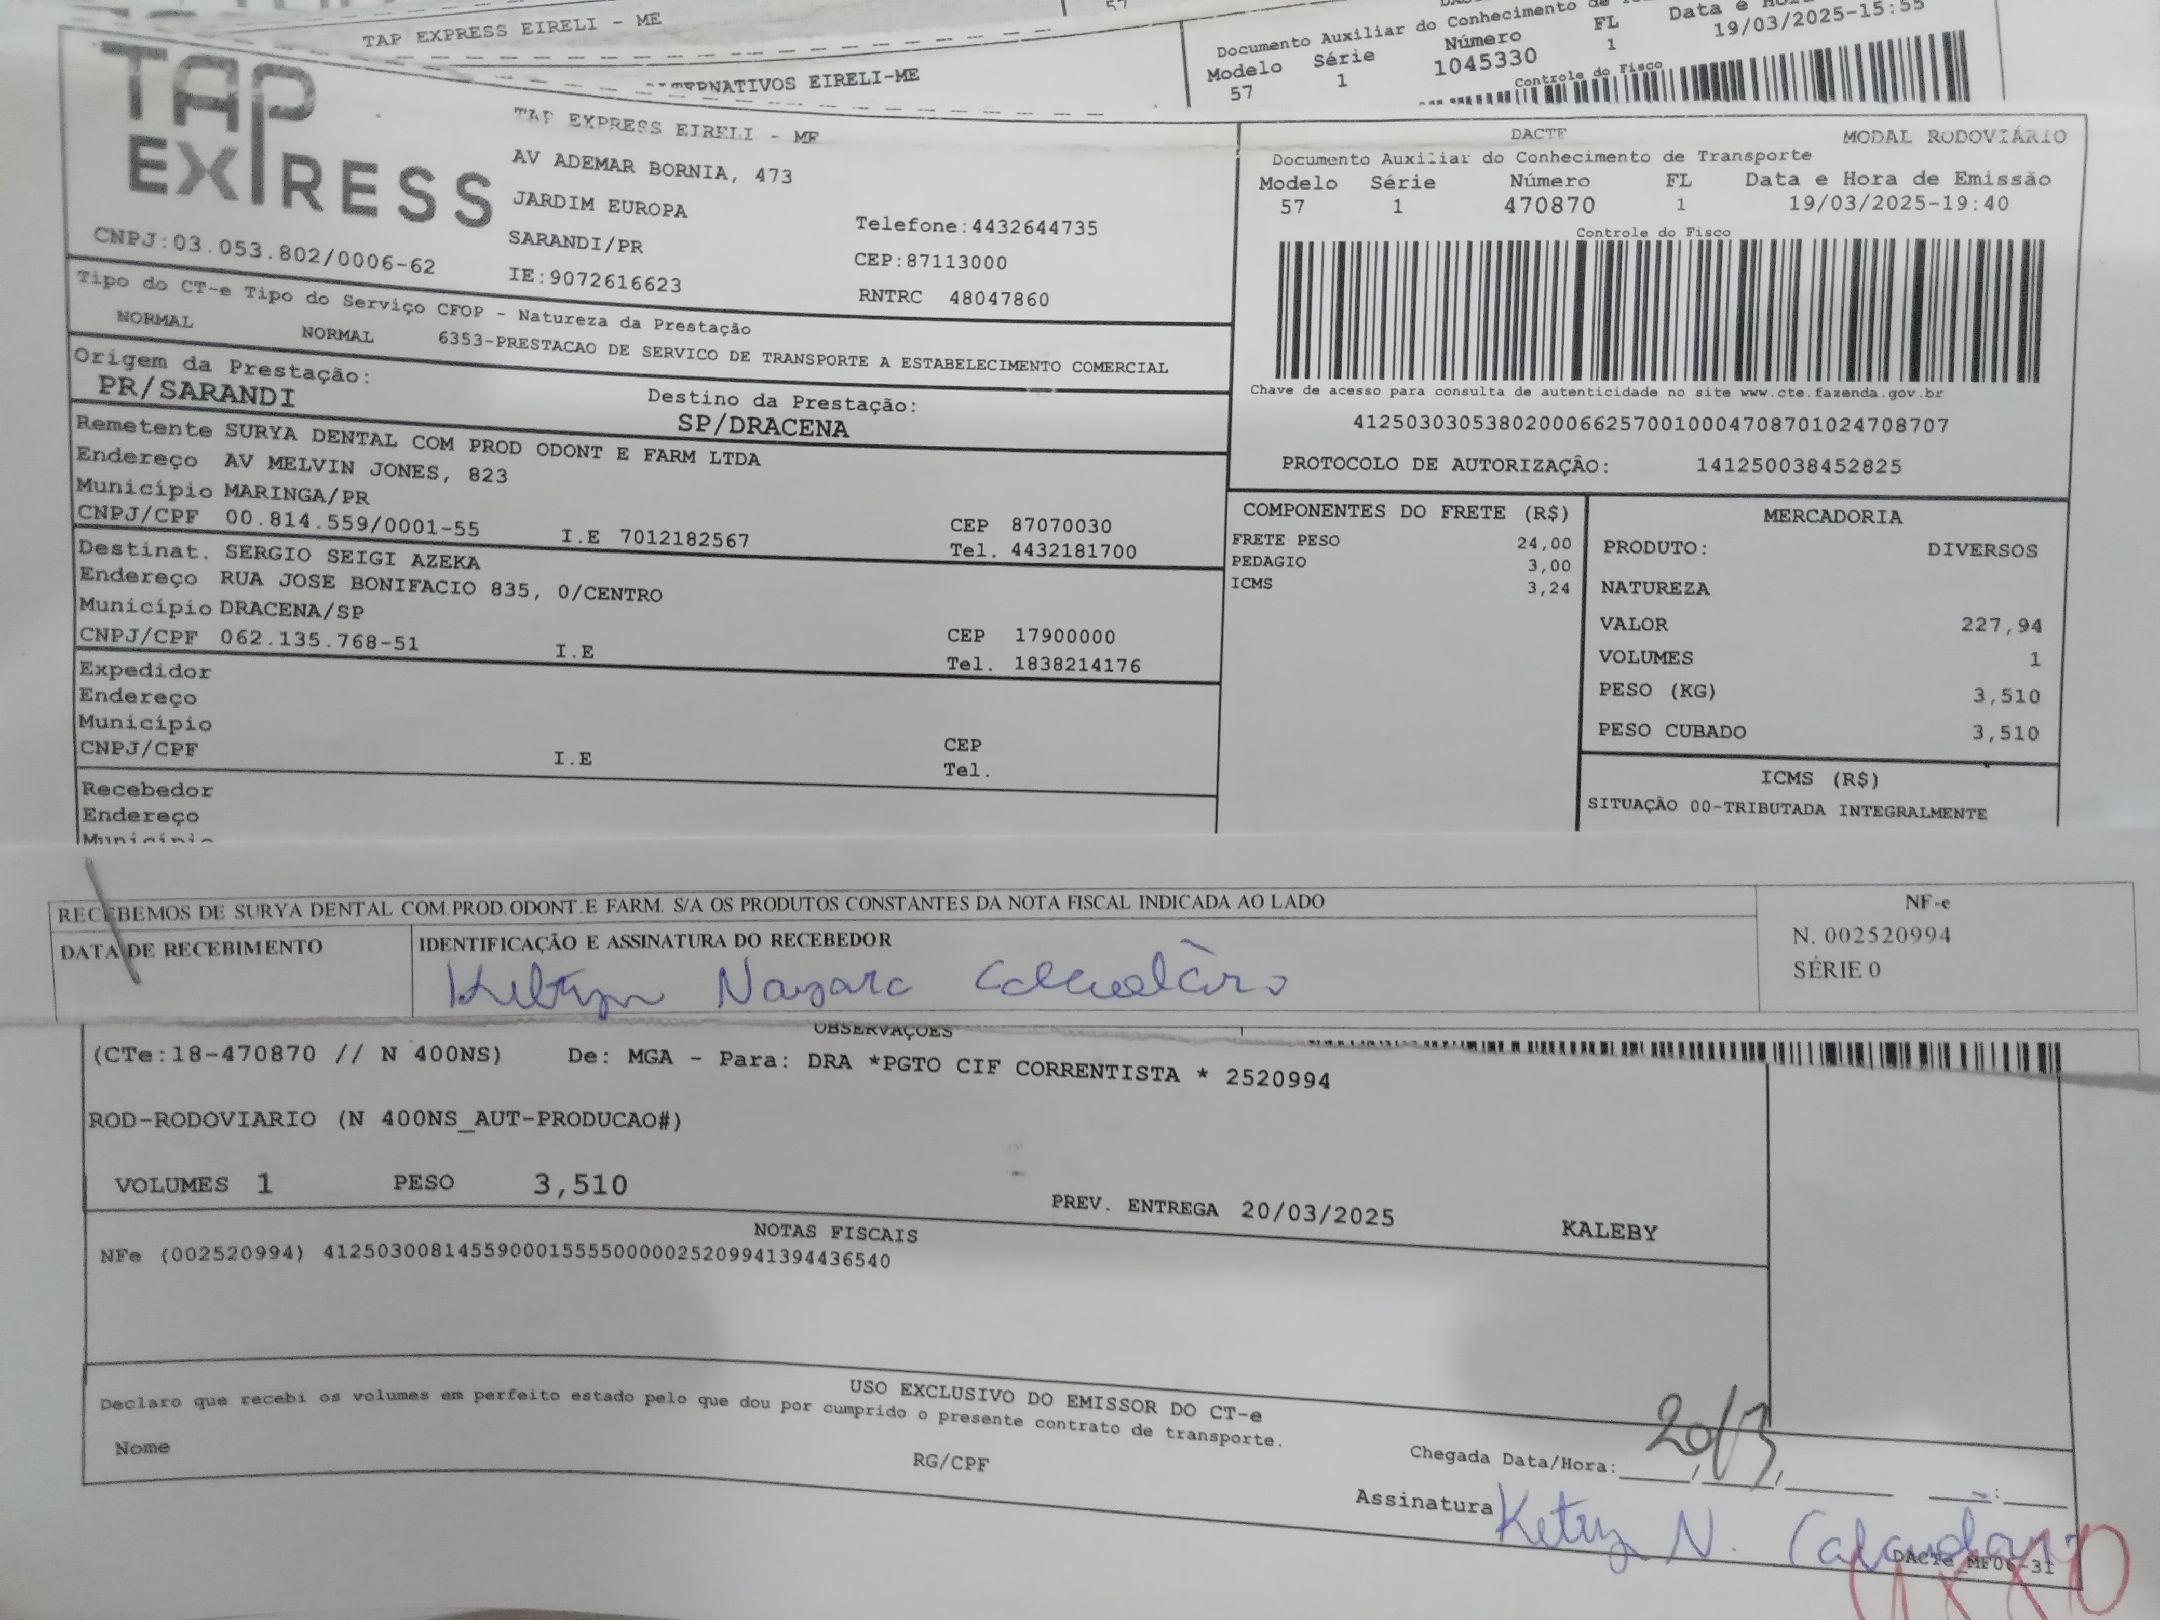 TAP EXPRESS EIRELI - ME
EIRELI-ME
57
Documento Auxiliar do Conhecimento de
Data e
Modelo Série Número FL 19/03/2025-15:55
57 1 1045330 1
Controle do Fisco
TAP EXPRESS
TAP EXPRESS EIRELI - ME
AV ADEMAR BORNIA, 473
JARDIM EUROPA
SARANDI/PR
IE:9072616623
Telefone:4432644735
CEP:87113000
RNTRC 48047860
CNPJ:03.053.802/0006-62
DACTE MODAL RODOVIÁRIO
Documento Auxiliar do Conhecimento de Transporte
Modelo Série Número FL Data e Hora de Emissão
57 1 470870 1 19/03/2025-19:40
Controle do Fisco
Chave de acesso para consulta de autenticidade no site www.cte.fazenda.gov.br
41250303053802000662570010004708701024708707
PROTOCOLO DE AUTORIZAÇÃO: 141250038452825
Tipo do CT-e Tipo do Serviço CFOP - Natureza da Prestação
NORMAL NORMAL 6353-PRESTACAO DE SERVICO DE TRANSPORTE A ESTABELECIMENTO COMERCIAL
Origem da Prestação: Destino da Prestação:
PR/SARANDI SP/DRACENA
Remetente SURYA DENTAL COM PROD ODONT E FARM LTDA
Endereço AV MELVIN JONES, 823
Município MARINGA/PR CEP 87070030
CNPJ/CPF 00.814.559/0001-55 I.E 7012182567 Tel. 4432181700
Destinat. SERGIO SEIGI AZEKA
Endereço RUA JOSE BONIFACIO 835, 0/CENTRO
Município DRACENA/SP CEP 17900000
CNPJ/CPF 062.135.768-51 I.E Tel. 1838214176
Expedidor
Endereço
Município CEP
CNPJ/CPF I.E Tel.
Recebedor
Endereço
Município
COMPONENTES DO FRETE (R$)
FRETE PESO 24,00
PEDAGIO 3,00
ICMS 3,24
MERCADORIA
PRODUTO: DIVERSOS
NATUREZA
VALOR 227,94
VOLUMES 1
PESO (KG) 3,510
PESO CUBADO 3,510
ICMS (R$)
SITUAÇÃO 00-TRIBUTADA INTEGRALMENTE
RECEBEMOS DE SURYA DENTAL COM.PROD.ODONT.E FARM. S/A OS PRODUTOS CONSTANTES DA NOTA FISCAL INDICADA AO LADO
DATA DE RECEBIMENTO IDENTIFICAÇÃO E ASSINATURA DO RECEBEDOR
NF-e
N. 002520994
SÉRIE 0
OBSERVAÇÕES
(CTe:18-470870 // N 400NS) De: MGA - Para: DRA *PGTO CIF CORRENTISTA * 2520994
ROD-RODOVIARIO (N 400NS_AUT-PRODUCAO#)
VOLUMES 1 PESO 3,510 PREV. ENTREGA 20/03/2025 KALEBY
NOTAS FISCAIS
NFe (002520994) 41250300814559000155550000025209941394436540
USO EXCLUSIVO DO EMISSOR DO CT-e
Declaro que recebi os volumes em perfeito estado pelo que dou por cumprido o presente contrato de transporte.
Nome RG/CPF Chegada Data/Hora: 20/3/
Assinatura
DACTe_MF06-31